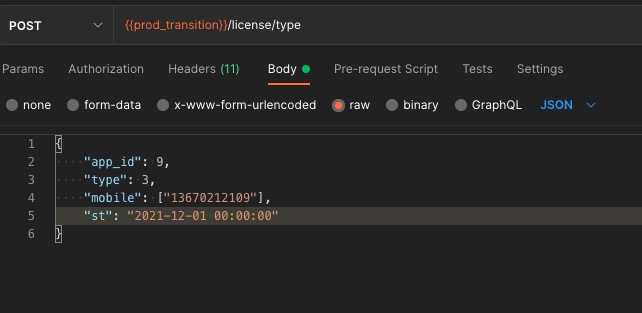 POST {{prod_transition}}/license/type
Params Authorization Headers (11) Body Pre-request Script Tests Settings
none form-data x-www-form-urlencoded raw binary GraphQL JSON
1 {
2 "app_id": 9,
3 "type": 3,
4 "mobile": ["13670212109"],
5 "st": "2021-12-01 00:00:00"
6 }